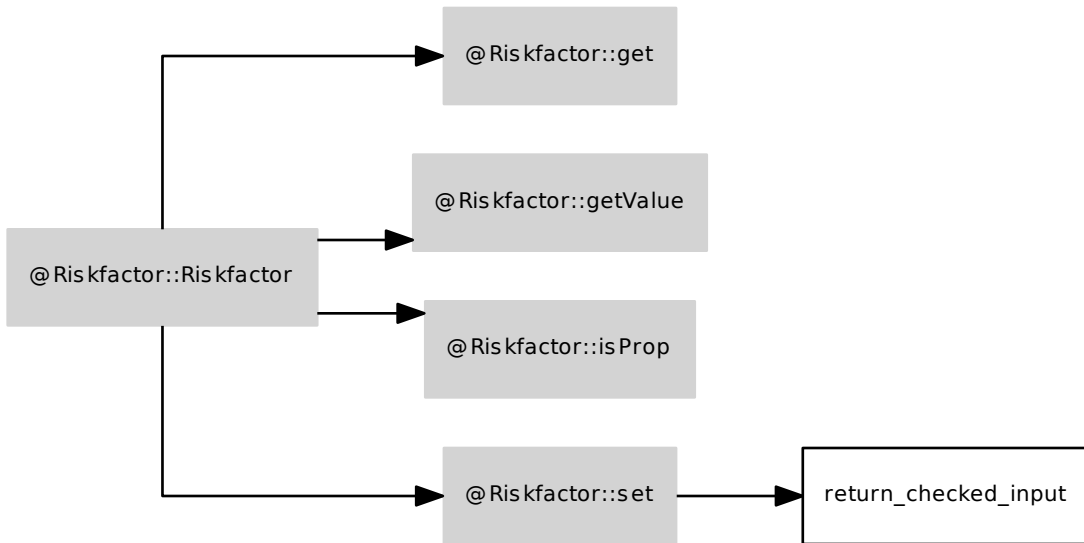 @Riskfactor::get
@Riskfactor::getValue
@Riskfactor::Riskfactor
@Riskfactor::isProp
@Riskfactor::set
return_checked_input